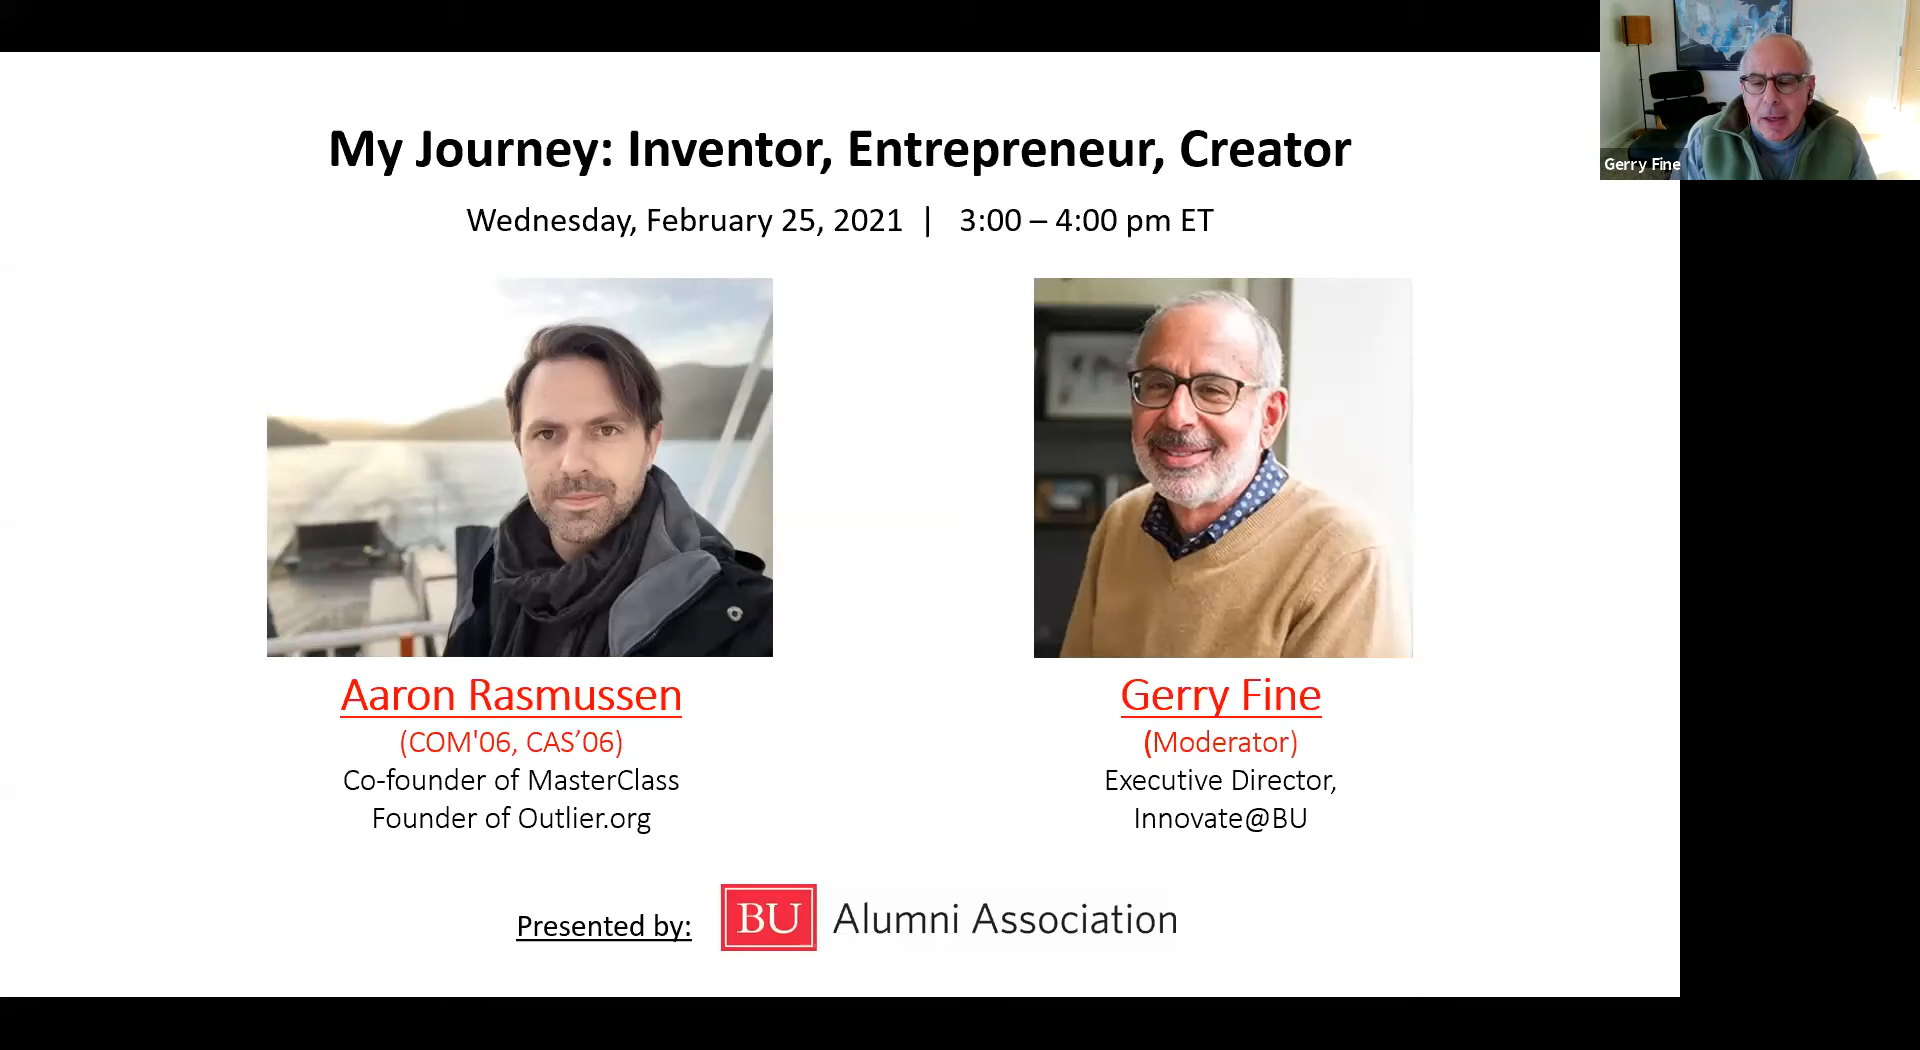 My Journey: Inventor, Entrepreneur, Creator
Wednesday, February 25, 2021 | 3:00 – 4:00 pm ET
Gerry Fine
Aaron Rasmussen
(COM'06, CAS’06)
Co-founder of MasterClass
Founder of Outlier.org
Gerry Fine
(Moderator)
Executive Director,
Innovate@BU
Presented by:
BU Alumni Association